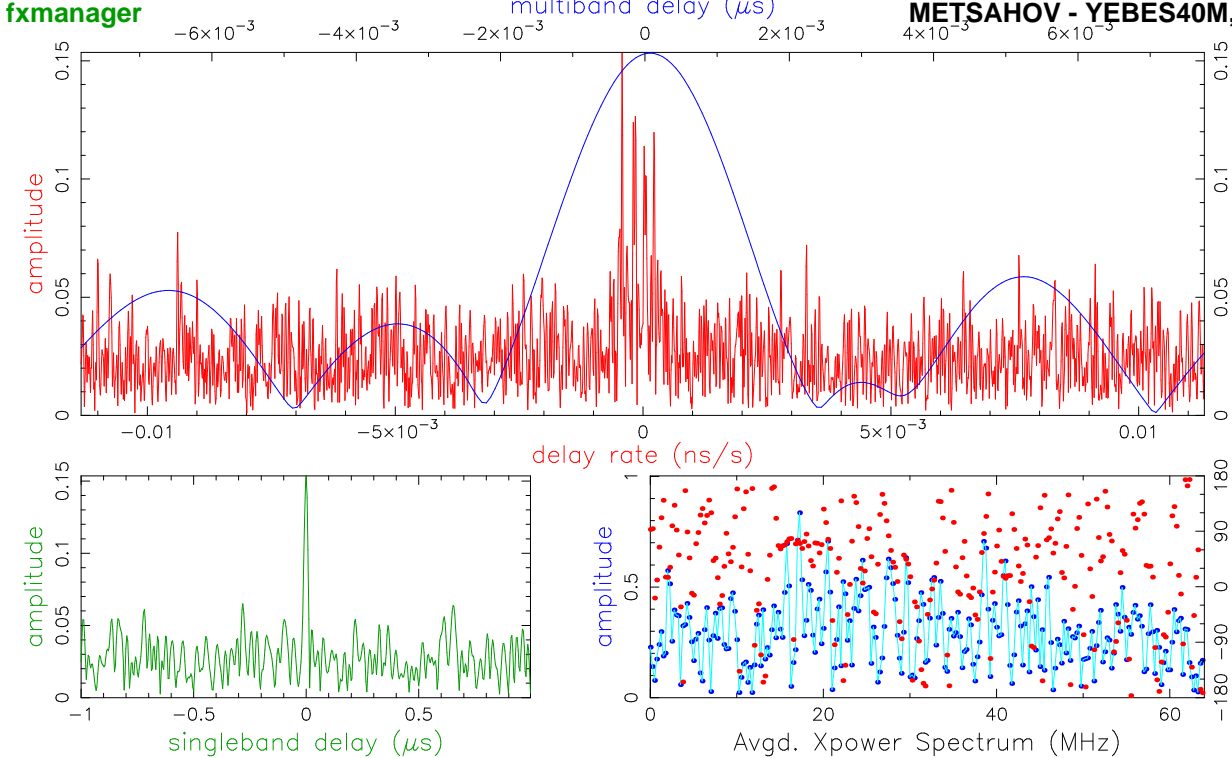 fxmanager
multiband delay (μs)
METSAHOV - YEBES40M,
−6×10⁻³ −4×10⁻³ −2×10⁻³ 0 2×10⁻³ 4×10⁻³ 6×10⁻³
amplitude
0 0.05 0.1 0.15
0 0.05 0.1 0.15
−0.01 −5×10⁻³ 0 5×10⁻³ 0.01
delay rate (ns/s)
amplitude
0 0.05 0.1 0.15
−1 −0.5 0 0.5
singleband delay (μs)
amplitude
0 0.5 1
−180 −90 0 90 180
0 20 40 60
Avgd. Xpower Spectrum (MHz)